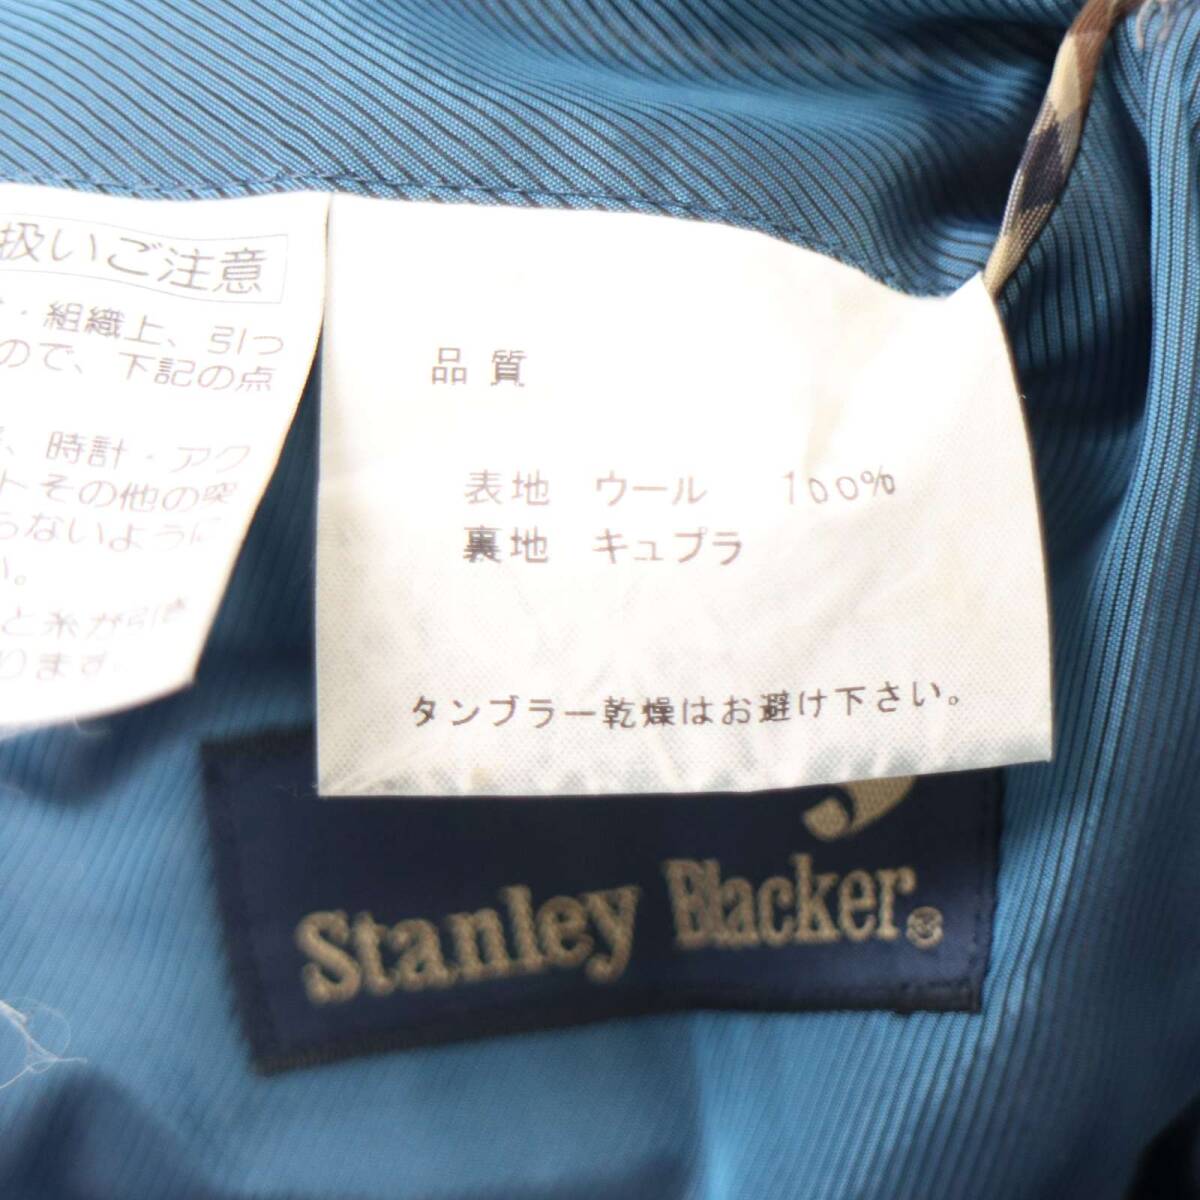 扱いご注意
・組織上、引っ
ので、下記の点
時計・アク
トその他の突
らないように
い。
と糸が引き
ります。
品質
表地 ウール 100%
裏地 キュプラ
タンブラー乾燥はお避け下さい。
Stanley Blacker®